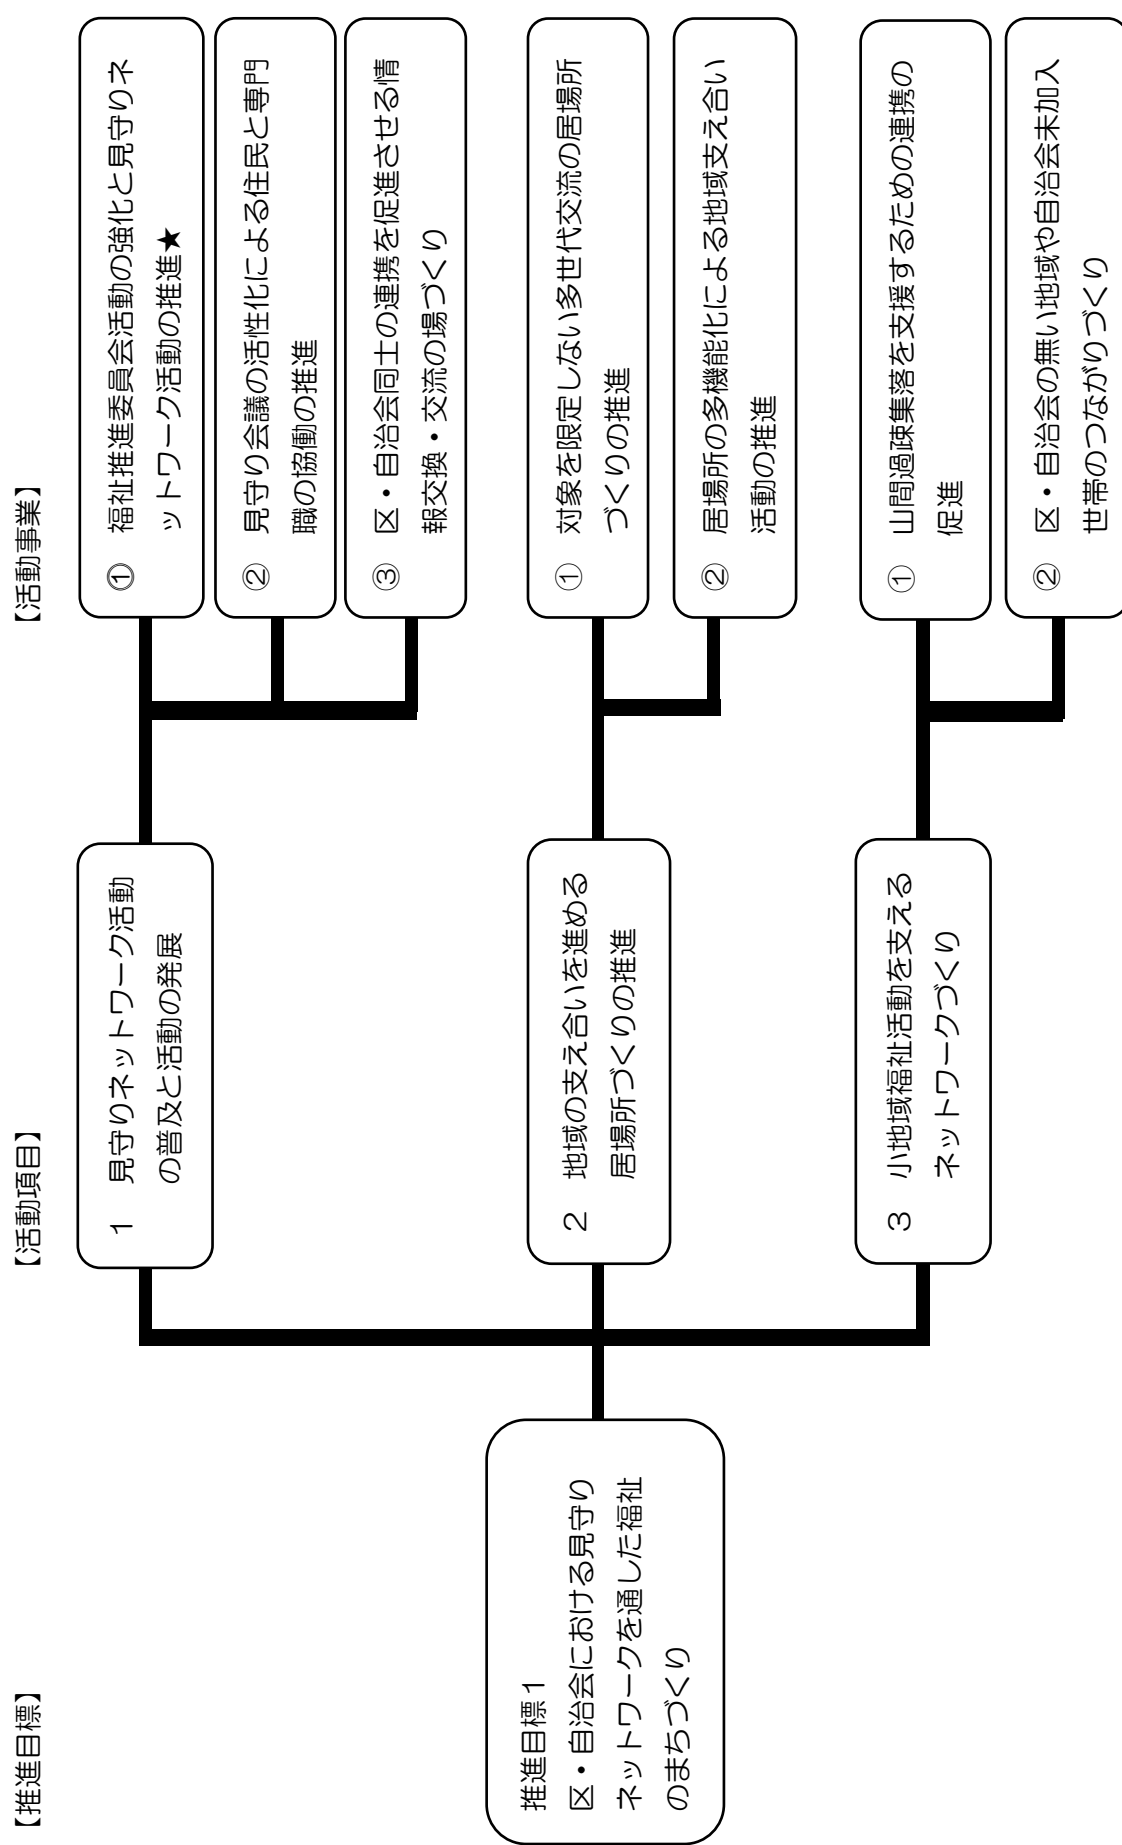 【推進目標】
【活動項目】
【活動事業】
推進目標1
区・自治会における見守り
ネットワークを通した福祉
のまちづくり
1 見守りネットワーク活動
の普及と活動の発展
① 福祉推進委員会活動の強化と見守りネ
ットワーク活動の推進★
② 見守り会議の活性化による住民と専門
職の協働の推進
③ 区・自治会同士の連携を促進させる情
報交換・交流の場づくり
2 地域の支え合いを進める
居場所づくりの推進
① 対象を限定しない多世代交流の居場所
づくりの推進
② 居場所の多機能化による地域支え合い
活動の推進
3 小地域福祉活動を支える
ネットワークづくり
① 山間過疎集落を支援するための連携の
促進
② 区・自治会の無い地域や自治会未加入
世帯のつながりづくり